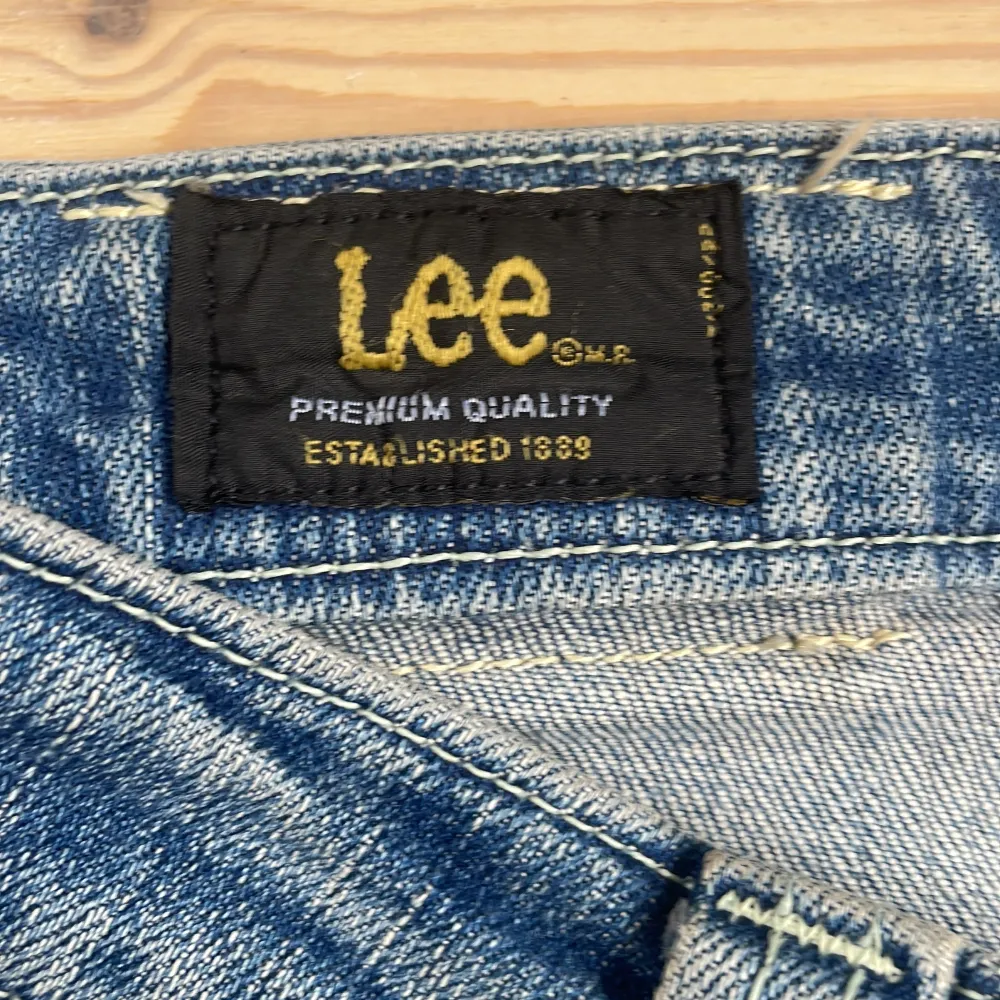 Lee ® M.R.
PREMIUM QUALITY
ESTABLISHED 1889